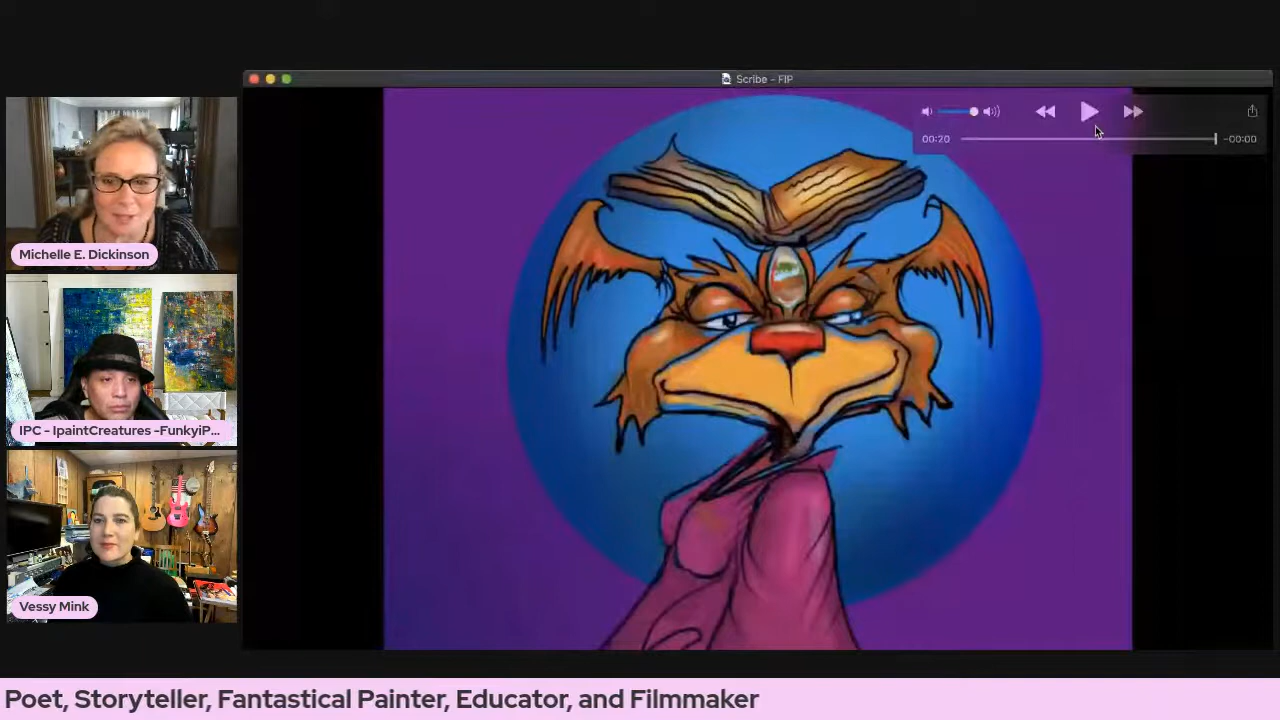 Scribe - FIP
00:20
-00:00
Michelle E. Dickinson
IPC - IpaintCreatures -FunkyiP...
Vessy Mink
Poet, Storyteller, Fantastical Painter, Educator, and Filmmaker